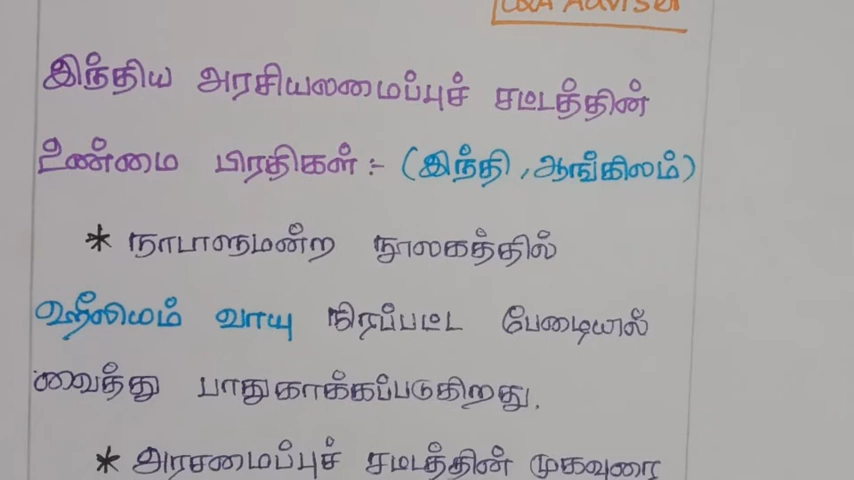 Q&A Adviser
இந்திய அரசியலமைப்புச் சட்டத்தின்
உண்மை பிரதிகள் :- (இந்தி, ஆங்கிலம்)
* நாபாளுமன்ற நூலகத்தில்
ஹீலியம் வாயு நிரப்பட்ட பேழையில்
வைத்து பாதுகாக்கப்படுகிறது.
* அரசமைப்புச் சட்டத்தின் முகவுரை